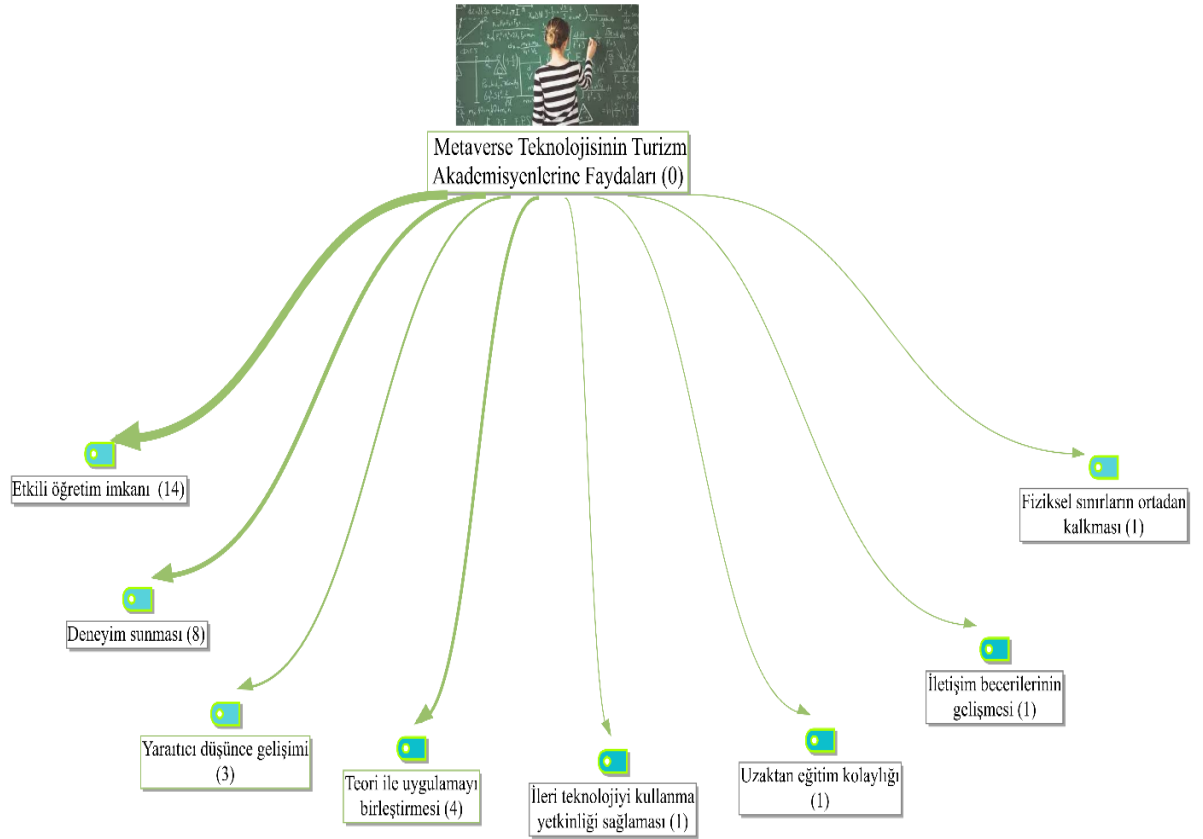 Metaverse Teknolojisinin Turizm
Akademisyenlerine Faydaları (0)
Etkili öğretim imkanı (14)
Deneyim sunması (8)
Yaraıtıcı düşünce gelişimi
(3)
Teori ile uygulamayı
birleştirmesi (4)
İleri teknolojiyi kullanma
yetkinliği sağlaması (1)
Uzaktan eğitim kolaylığı
(1)
İletişim becerilerinin
gelişmesi (1)
Fiziksel sınırların ortadan
kalkması (1)